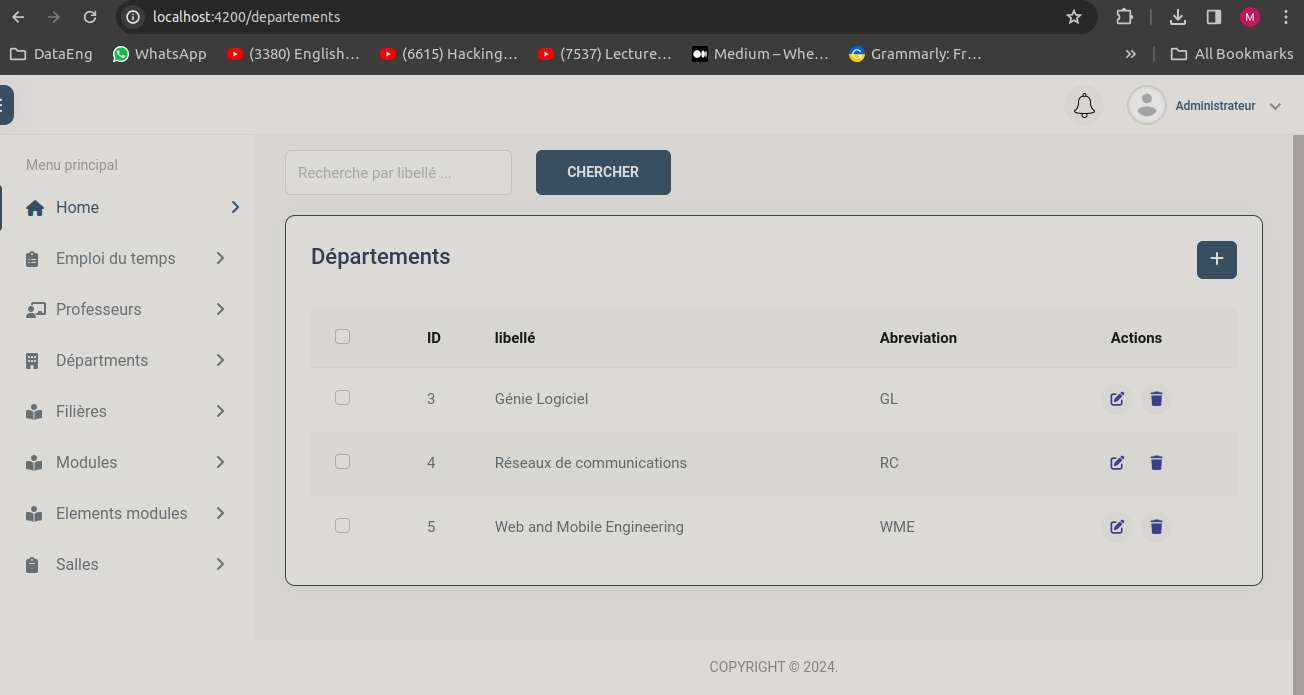 localhost:4200/departements
M
DataEng
WhatsApp
(3380) English…
(6615) Hacking…
(7537) Lecture…
Medium – Whe…
Grammarly: Fr…
»
All Bookmarks
Administrateur
Menu principal
Home
Emploi du temps
Professeurs
Départments
Filières
Modules
Elements modules
Salles
Recherche par libellé ...
CHERCHER
Départements
+
ID libellé Abreviation Actions
3 Génie Logiciel GL
4 Réseaux de communications RC
5 Web and Mobile Engineering WME
COPYRIGHT © 2024.